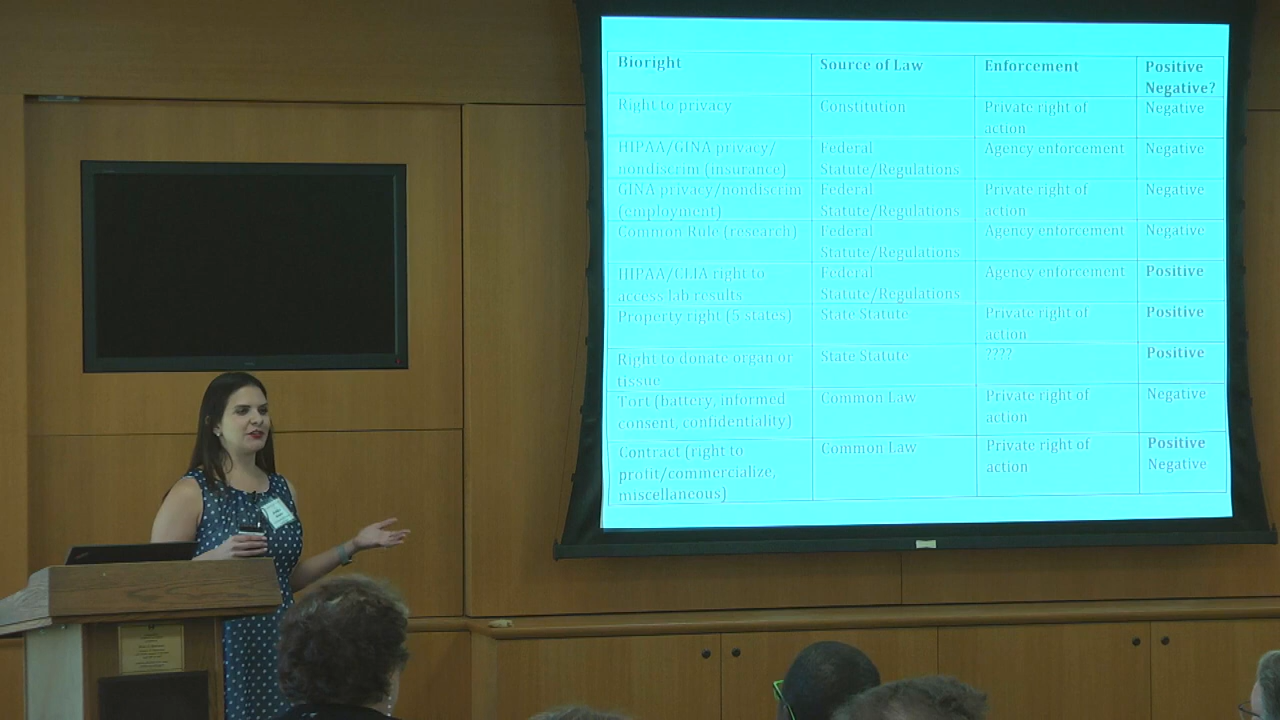 Bioright Source of Law Enforcement Positive
Negative?
Right to privacy Constitution Private right of Negative
action
HIPAA/GINA privacy/ Federal Agency enforcement Negative
nondiscrim (insurance) Statute/Regulations
GINA privacy/nondiscrim Federal Private right of Negative
(employment) Statute/Regulations action
Common Rule (research) Federal Agency enforcement Negative
Statute/Regulations
HIPAA/CLIA right to Federal Agency enforcement Positive
access lab results Statute/Regulations
Property right (5 states) State Statute Private right of Positive
action
Right to donate organ or State Statute ???? Positive
tissue
Tort (battery, informed Common Law Private right of Negative
consent, confidentiality) action
Contract (right to Common Law Private right of Positive
profit/commercialize, action Negative
miscellaneous)